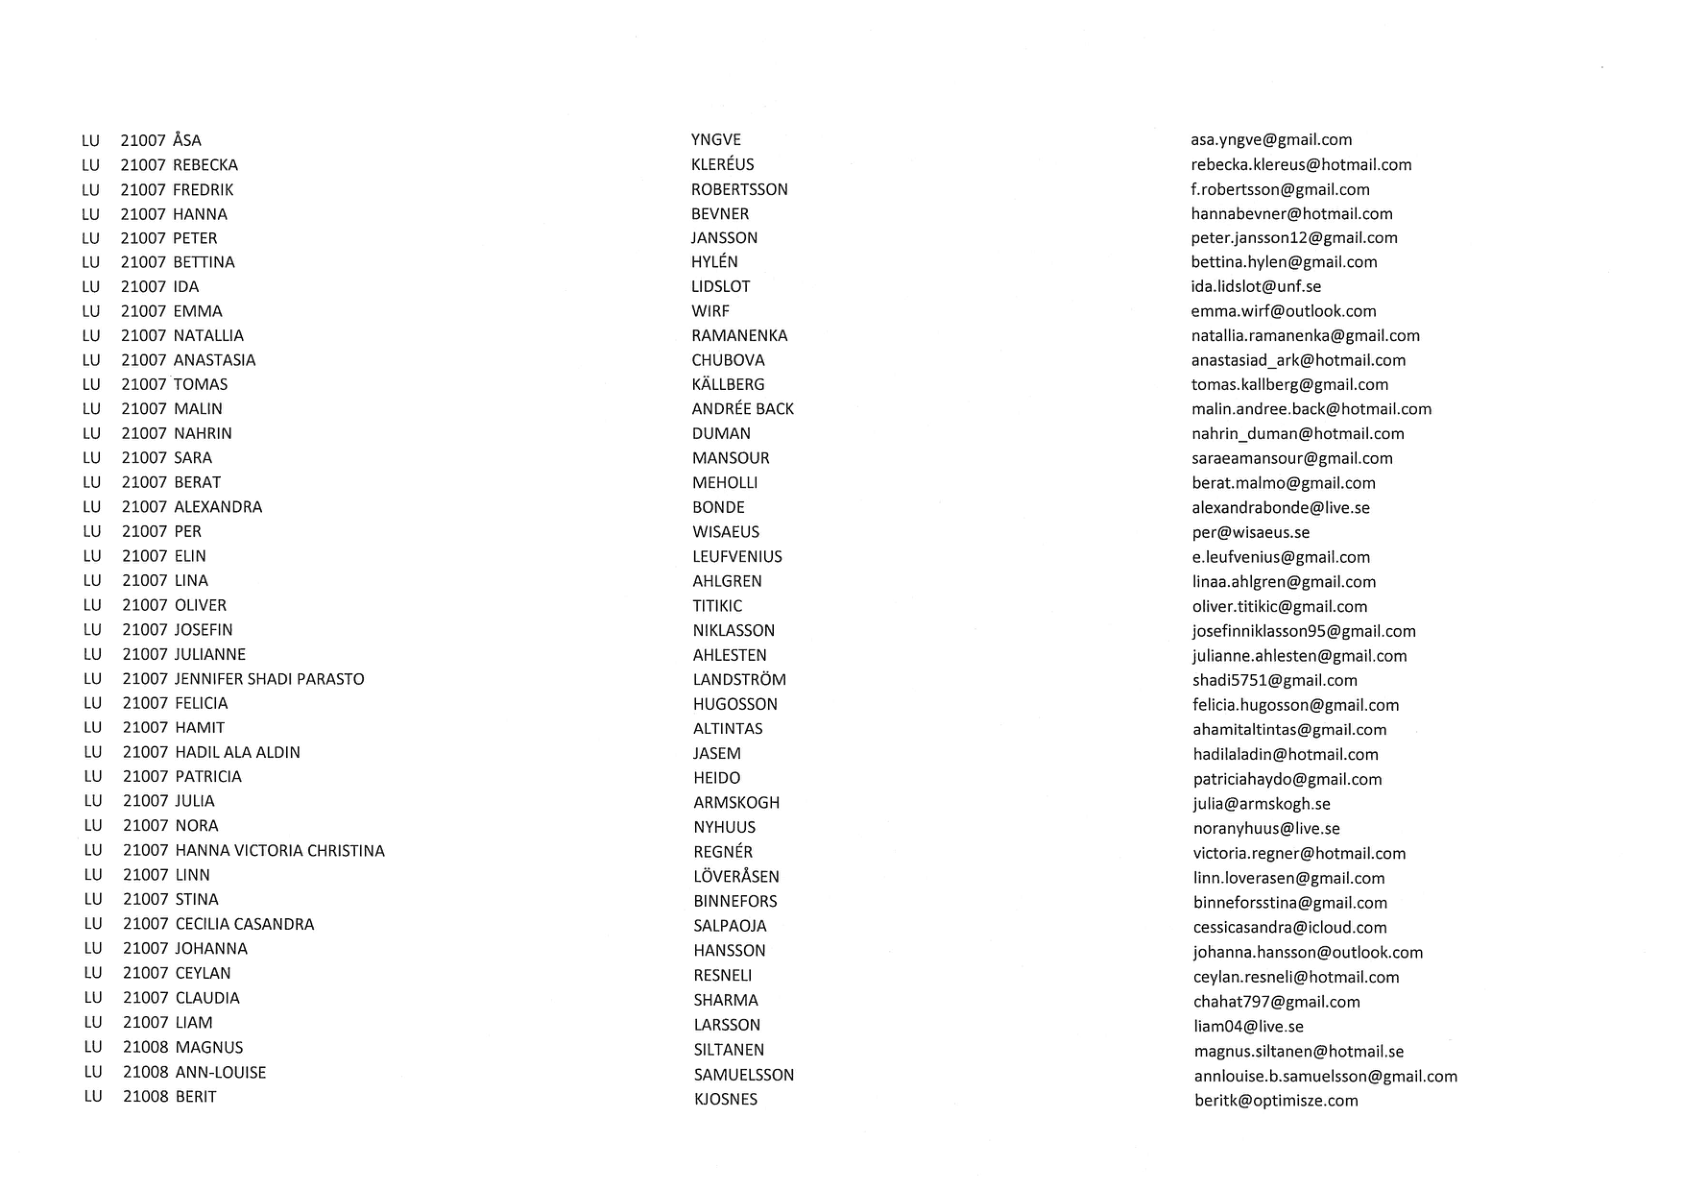 LU 21007 ÅSA YNGVE asa.yngve@gmail.com
LU 21007 REBECKA KLERÉUS rebecka.klereus@hotmail.com
LU 21007 FREDRIK ROBERTSSON f.robertsson@gmail.com
LU 21007 HANNA BEVNER hannabevner@hotmail.com
LU 21007 PETER JANSSON peter.jansson12@gmail.com
LU 21007 BETTINA HYLÉN bettina.hylen@gmail.com
LU 21007 IDA LIDSLOT ida.lidslot@unf.se
LU 21007 EMMA WIRF emma.wirf@outlook.com
LU 21007 NATALLIA RAMANENKA natallia.ramanenka@gmail.com
LU 21007 ANASTASIA CHUBOVA anastasiad_ark@hotmail.com
LU 21007 TOMAS KÄLLBERG tomas.kallberg@gmail.com
LU 21007 MALIN ANDRÉE BACK malin.andree.back@hotmail.com
LU 21007 NAHRIN DUMAN nahrin_duman@hotmail.com
LU 21007 SARA MANSOUR saraeamansour@gmail.com
LU 21007 BERAT MEHOLLI berat.malmo@gmail.com
LU 21007 ALEXANDRA BONDE alexandrabonde@live.se
LU 21007 PER WISAEUS per@wisaeus.se
LU 21007 ELIN LEUFVENIUS e.leufvenius@gmail.com
LU 21007 LINA AHLGREN linaa.ahlgren@gmail.com
LU 21007 OLIVER TITIKIC oliver.titikic@gmail.com
LU 21007 JOSEFIN NIKLASSON josefinniklasson95@gmail.com
LU 21007 JULIANNE AHLESTEN julianne.ahlesten@gmail.com
LU 21007 JENNIFER SHADI PARASTO LANDSTRÖM shadi5751@gmail.com
LU 21007 FELICIA HUGOSSON felicia.hugosson@gmail.com
LU 21007 HAMIT ALTINTAS ahamitaltintas@gmail.com
LU 21007 HADIL ALA ALDIN JASEM hadilaladin@hotmail.com
LU 21007 PATRICIA HEIDO patriciahaydo@gmail.com
LU 21007 JULIA ARMSKOGH julia@armskogh.se
LU 21007 NORA NYHUUS noranyhuus@live.se
LU 21007 HANNA VICTORIA CHRISTINA REGNÉR victoria.regner@hotmail.com
LU 21007 LINN LÖVERÅSEN linn.loverasen@gmail.com
LU 21007 STINA BINNEFORS binneforsstina@gmail.com
LU 21007 CECILIA CASANDRA SALPAOJA cessicasandra@icloud.com
LU 21007 JOHANNA HANSSON johanna.hansson@outlook.com
LU 21007 CEYLAN RESNELI ceylan.resneli@hotmail.com
LU 21007 CLAUDIA SHARMA chahat797@gmail.com
LU 21007 LIAM LARSSON liam04@live.se
LU 21008 MAGNUS SILTANEN magnus.siltanen@hotmail.se
LU 21008 ANN-LOUISE SAMUELSSON annlouise.b.samuelsson@gmail.com
LU 21008 BERIT KJOSNES beritk@optimisze.com